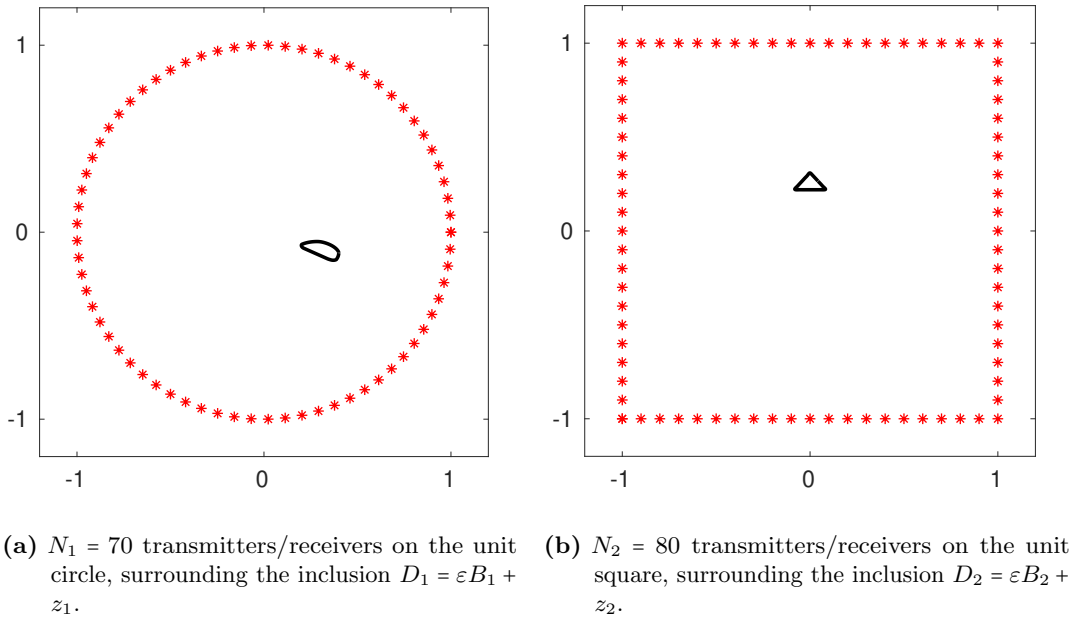 1
0
-1
-1
0
1
1
0
-1
-1
0
1
(a) N₁ = 70 transmitters/receivers on the unit
circle, surrounding the inclusion D₁ = εB₁ +
z₁.
(b) N₂ = 80 transmitters/receivers on the unit
square, surrounding the inclusion D₂ = εB₂ +
z₂.